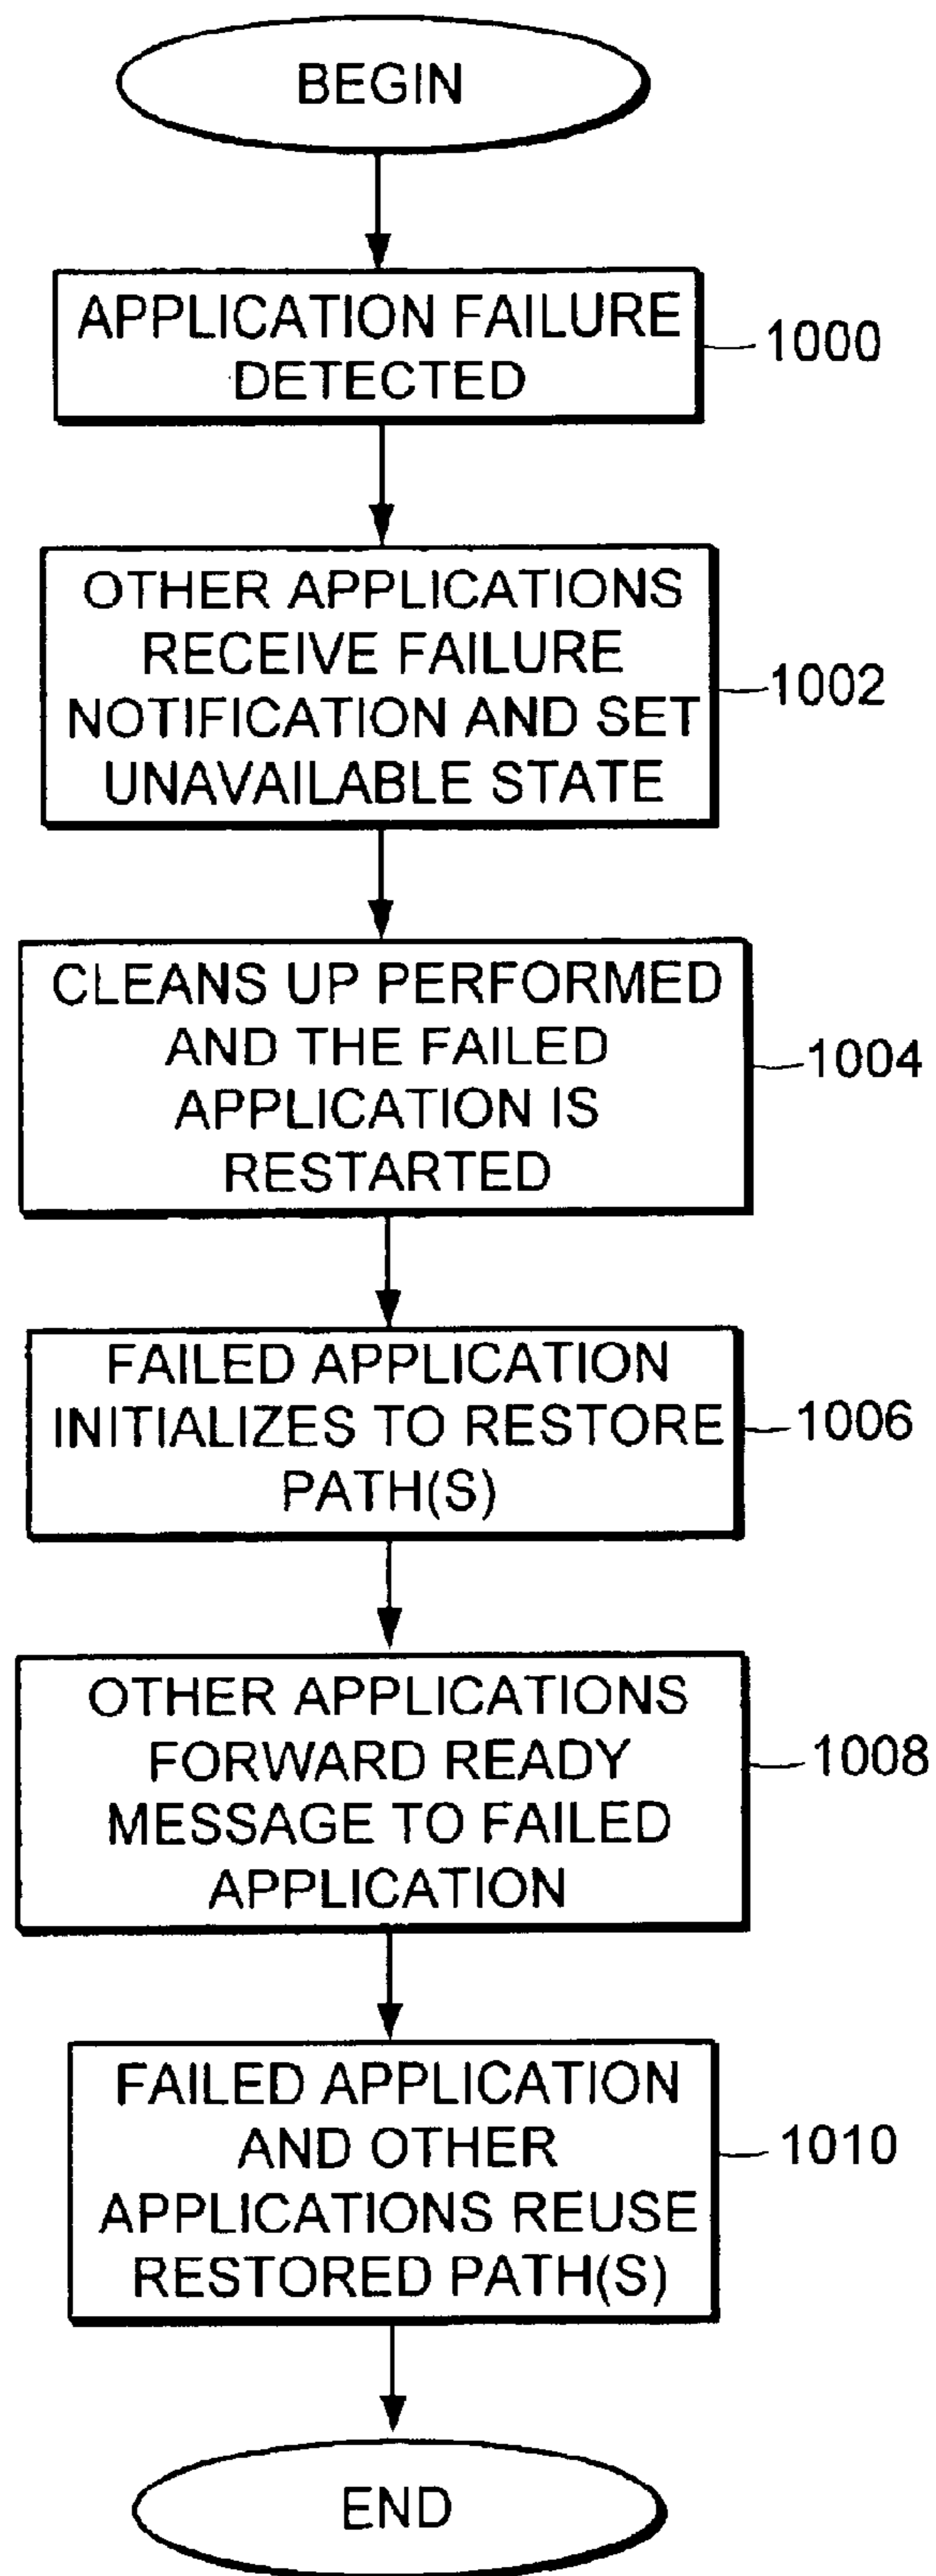 BEGIN
APPLICATION FAILURE
DETECTED
1000
OTHER APPLICATIONS
RECEIVE FAILURE
NOTIFICATION AND SET
UNAVAILABLE STATE
1002
CLEANS UP PERFORMED
AND THE FAILED
APPLICATION IS
RESTARTED
1004
FAILED APPLICATION
INITIALIZES TO RESTORE
PATH(S)
1006
OTHER APPLICATIONS
FORWARD READY
MESSAGE TO FAILED
APPLICATION
1008
FAILED APPLICATION
AND OTHER
APPLICATIONS REUSE
RESTORED PATH(S)
1010
END